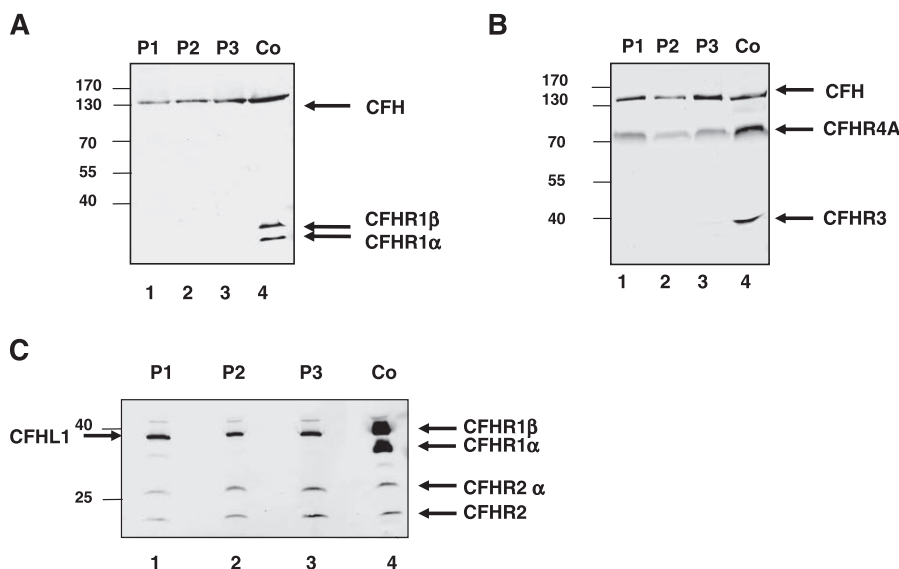 A
P1 P2 P3 Co
170
130
70
55
40
CFH
CFHR1β
CFHR1α
1 2 3 4
B
P1 P2 P3 Co
170
130
70
55
40
CFH
CFHR4A
CFHR3
1 2 3 4
C
P1 P2 P3 Co
CFHL1
40
25
CFHR1β
CFHR1α
CFHR2 α
CFHR2
1 2 3 4